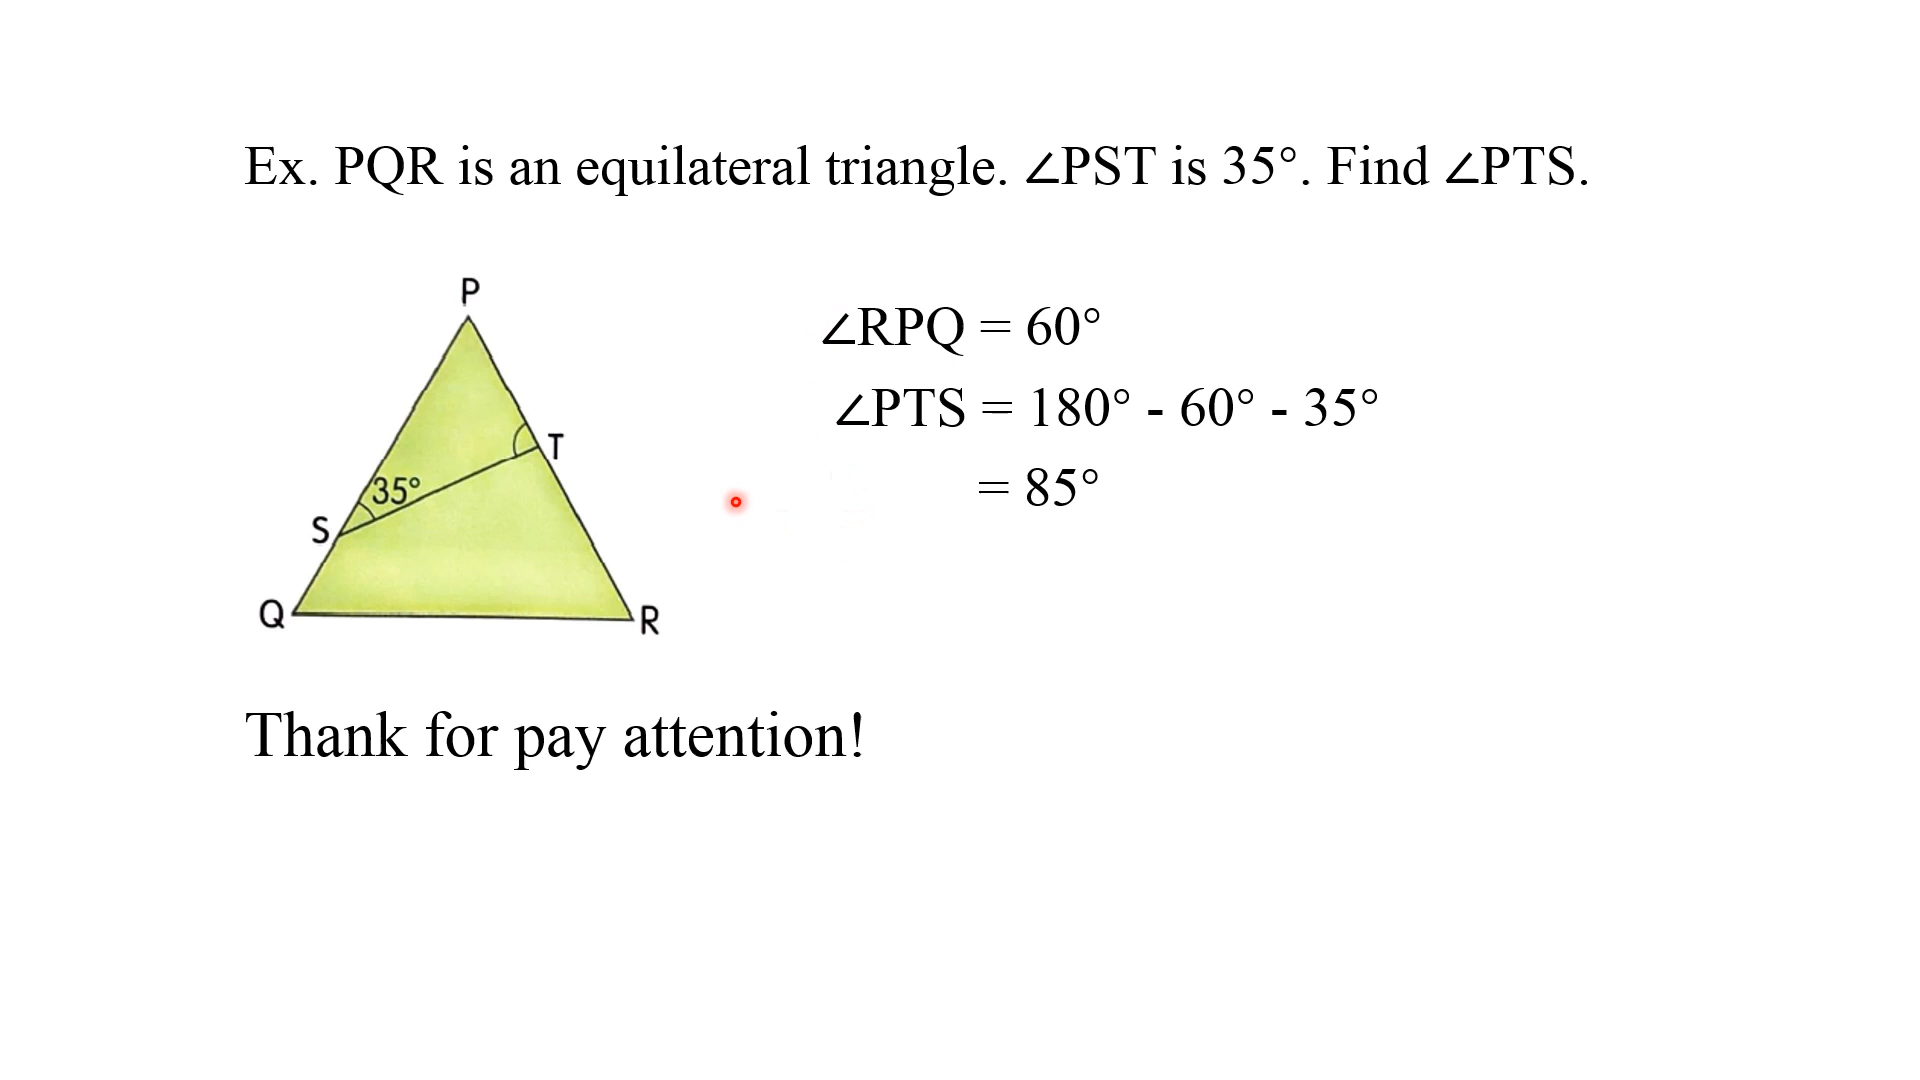 Ex. PQR is an equilateral triangle. ∠PST is 35°. Find ∠PTS.
P
∠RPQ = 60°
∠PTS = 180° - 60° - 35°
T
35°
= 85°
S
Q
R
Thank for pay attention!